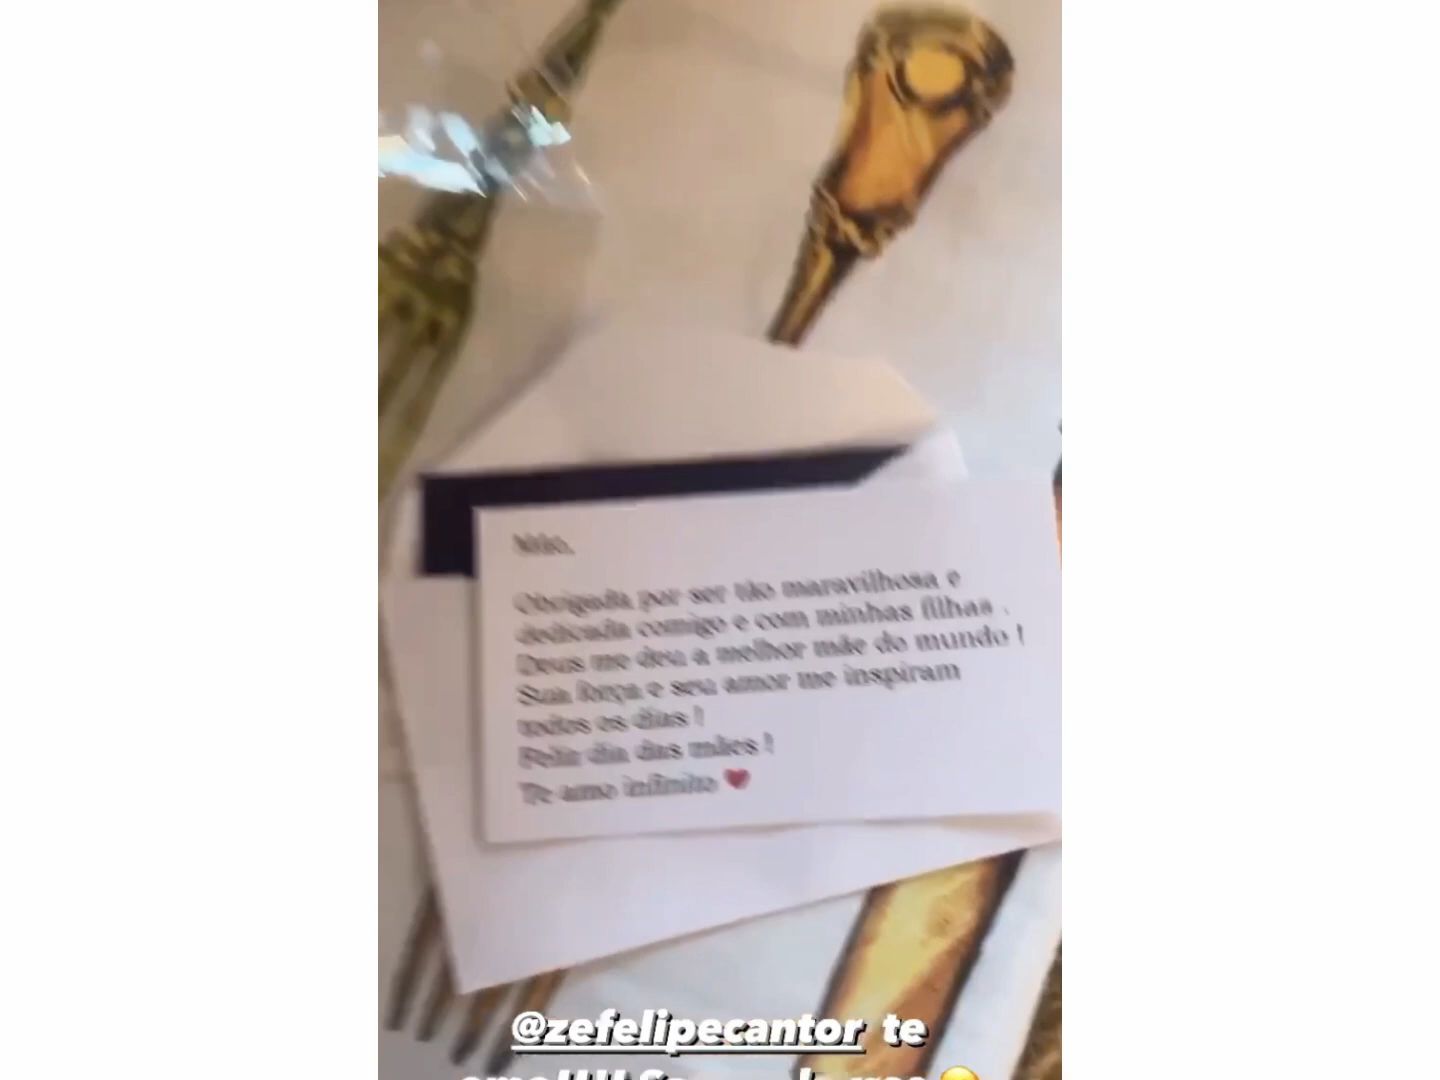 Mãe,
Obrigada por ser tão maravilhosa e
dedicada comigo e com minhas filhas .
Deus me deu a melhor mãe do mundo !
Sua força e seu amor me inspiram
todos os dias !
Feliz dia das mães !
Te amo infinito ❤
@zefelipecantor te